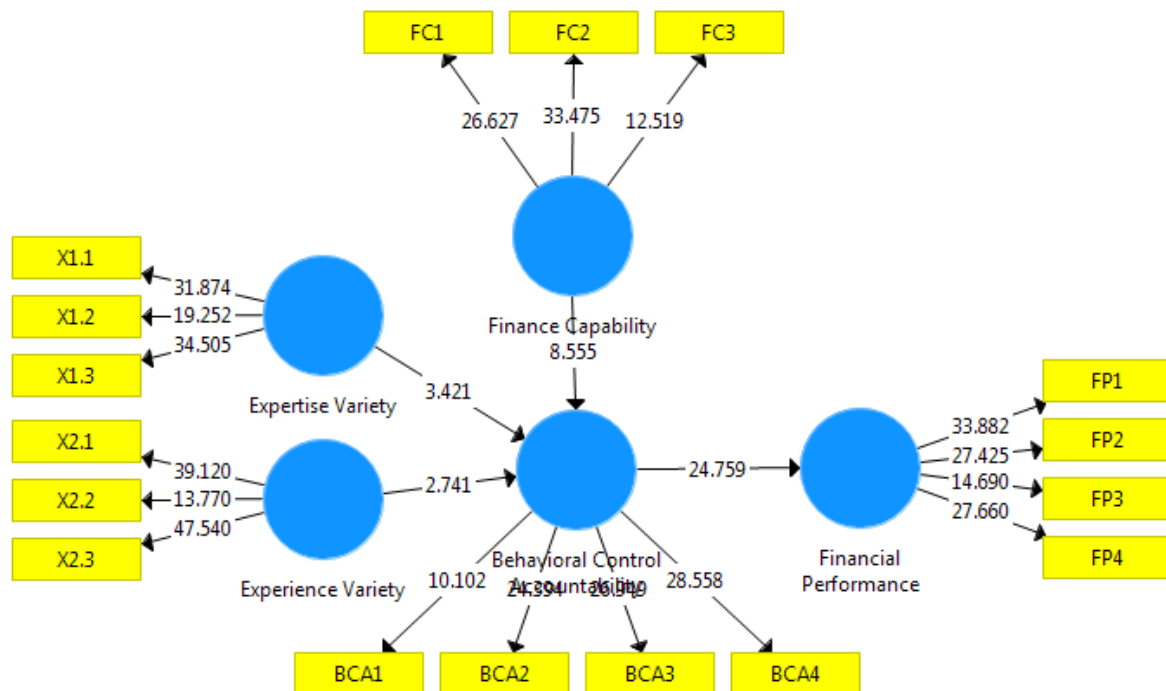 FC1 FC2 FC3
26.627 33.475 12.519
X1.1
X1.2
X1.3
31.874
19.252
34.505
Finance Capability
8.555
Expertise Variety
3.421
X2.1
X2.2
X2.3
39.120
13.770
47.540
Experience Variety
2.741
24.759
FP1
FP2
FP3
FP4
33.882
27.425
14.690
27.660
Behavioral Control
Accountability
Financial
Performance
10.102 24.394 28.558
BCA1 BCA2 BCA3 BCA4